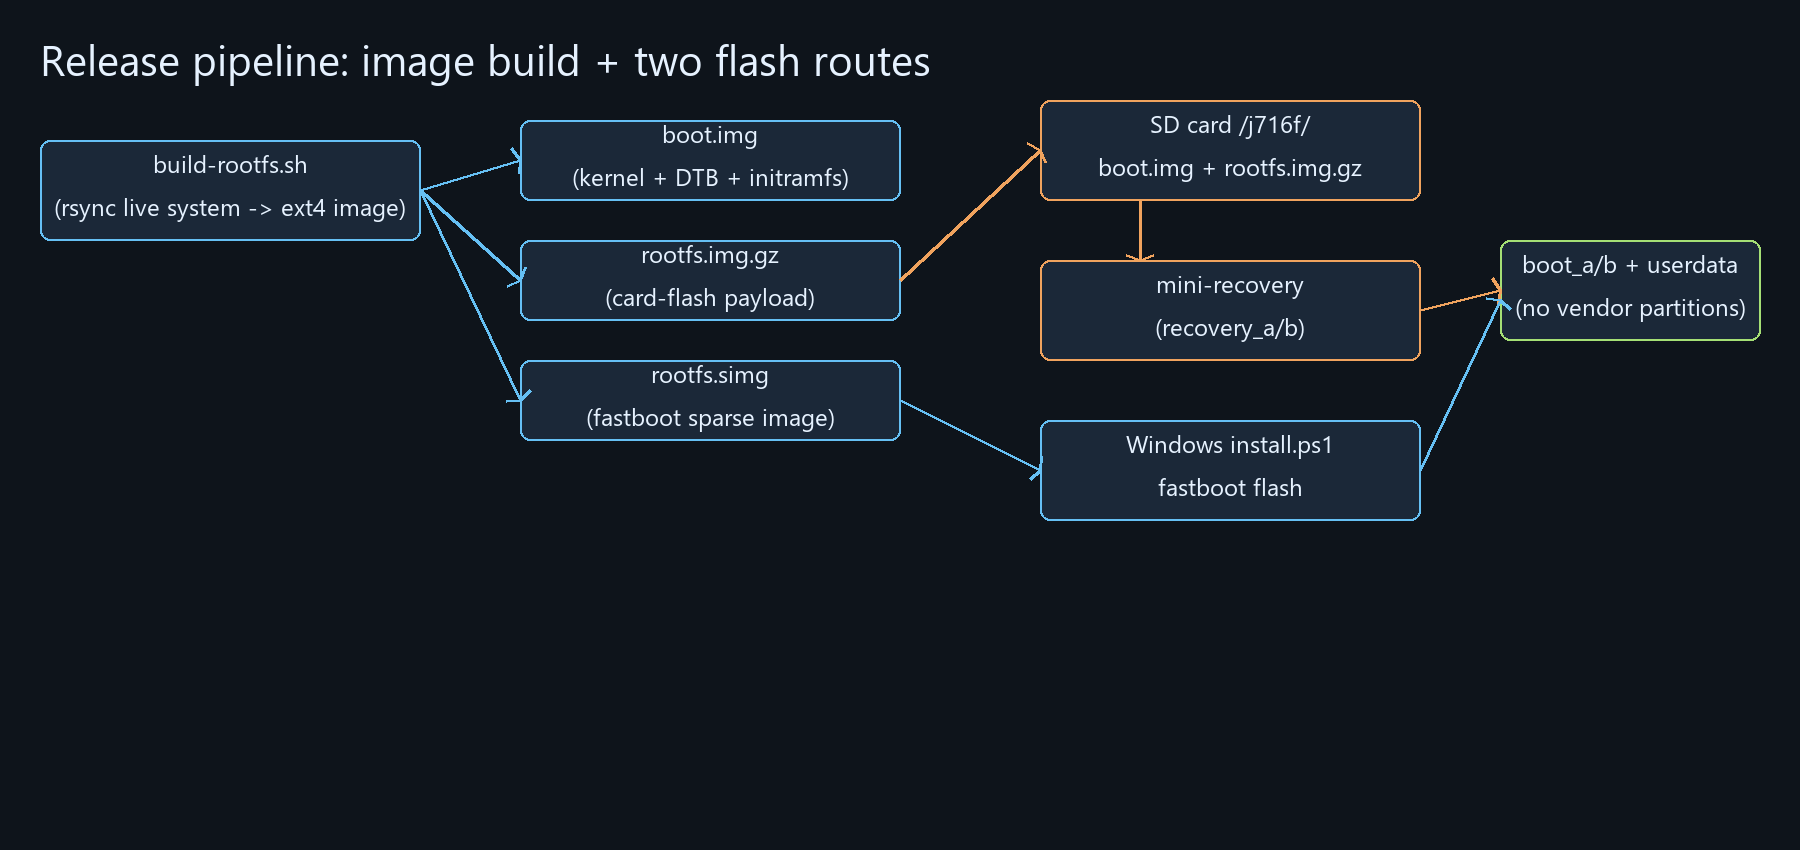 Release pipeline: image build + two flash routes
build-rootfs.sh
(rsync live system -> ext4 image)
boot.img
(kernel + DTB + initramfs)
rootfs.img.gz
(card-flash payload)
rootfs.simg
(fastboot sparse image)
SD card /j716f/
boot.img + rootfs.img.gz
mini-recovery
(recovery_a/b)
Windows install.ps1
fastboot flash
boot_a/b + userdata
(no vendor partitions)